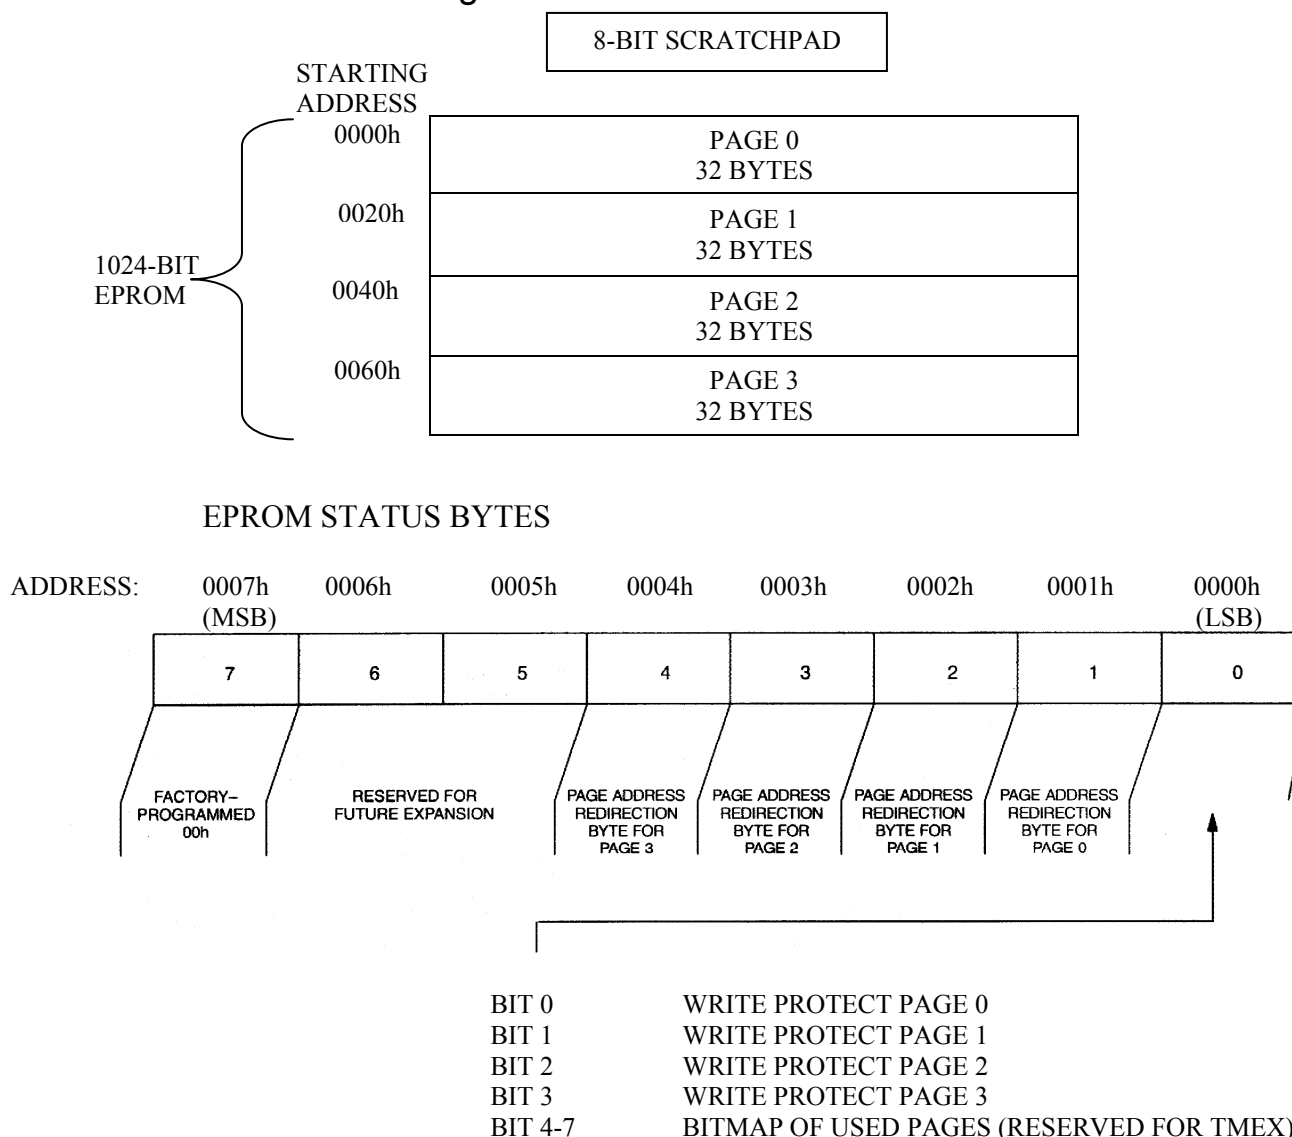 8-BIT SCRATCHPAD
STARTING
ADDRESS
0000h
PAGE 0
32 BYTES
0020h
PAGE 1
32 BYTES
1024-BIT
EPROM
0040h
PAGE 2
32 BYTES
0060h
PAGE 3
32 BYTES
EPROM STATUS BYTES
ADDRESS: 0007h 0006h 0005h 0004h 0003h 0002h 0001h 0000h
(MSB) (LSB)
7 6 5 4 3 2 1 0
FACTORY–
PROGRAMMED
00h
RESERVED FOR
FUTURE EXPANSION
PAGE ADDRESS
REDIRECTION
BYTE FOR
PAGE 3
PAGE ADDRESS
REDIRECTION
BYTE FOR
PAGE 2
PAGE ADDRESS
REDIRECTION
BYTE FOR
PAGE 1
PAGE ADDRESS
REDIRECTION
BYTE FOR
PAGE 0
BIT 0 WRITE PROTECT PAGE 0
BIT 1 WRITE PROTECT PAGE 1
BIT 2 WRITE PROTECT PAGE 2
BIT 3 WRITE PROTECT PAGE 3
BIT 4-7 BITMAP OF USED PAGES (RESERVED FOR TMEX)